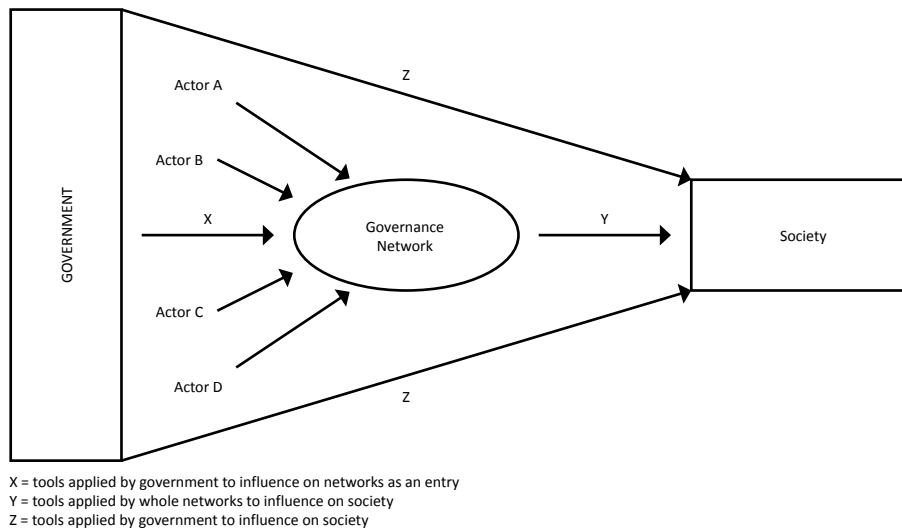 Z
Actor A
Actor B
X
GOVERNMENT
Governance
Network
Y
Society
Actor C
Actor D
Z
X = tools applied by government to influence on networks as an entry
Y = tools applied by whole networks to influence on society
Z = tools applied by government to influence on society